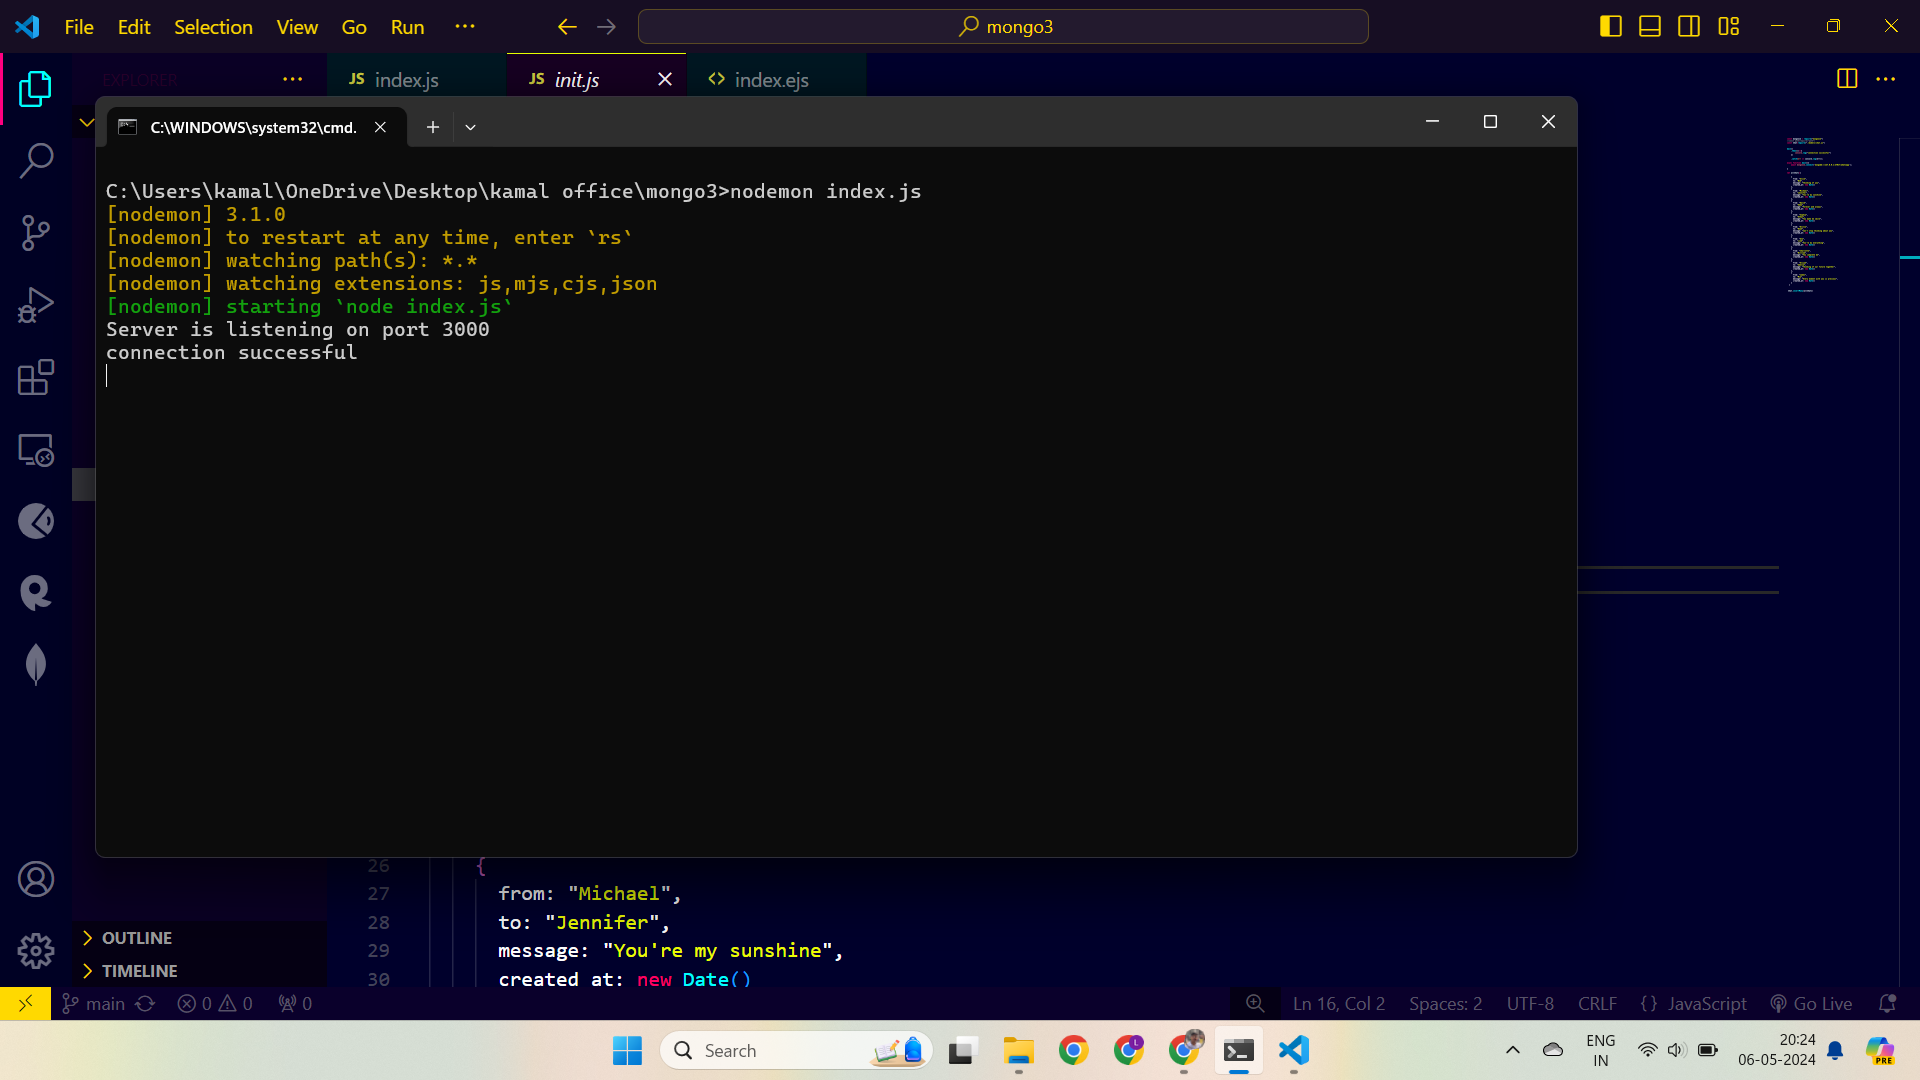 File Edit Selection View Go Run ··· mongo3
EXPLORER ···
JS index.js
JS init.js
<> index.ejs
C:\WINDOWS\system32\cmd.
C:\Users\kamal\OneDrive\Desktop\kamal office\mongo3>nodemon index.js
[nodemon] 3.1.0
[nodemon] to restart at any time, enter `rs`
[nodemon] watching path(s): *.*
[nodemon] watching extensions: js,mjs,cjs,json
[nodemon] starting `node index.js`
Server is listening on port 3000
connection successful
26 {
27 from: "Michael",
28 to: "Jennifer",
29 message: "You're my sunshine",
30 created at: new Date()
OUTLINE
TIMELINE
main 0 0 0 Ln 16, Col 2 Spaces: 2 UTF-8 CRLF {} JavaScript Go Live
Search
ENG
IN
20:24
06-05-2024
PRE